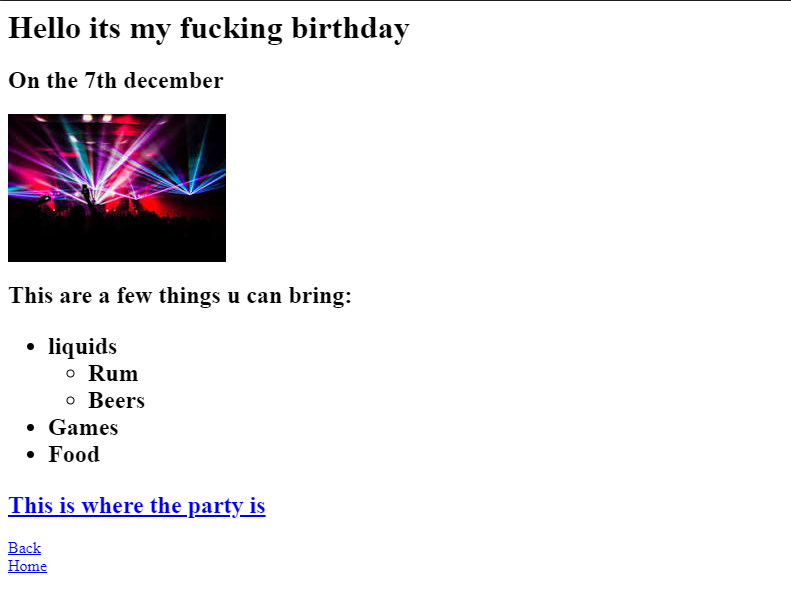 Hello its my fucking birthday
On the 7th december
This are a few things u can bring:
liquids
Rum
Beers
Games
Food
This is where the party is
Back
Home